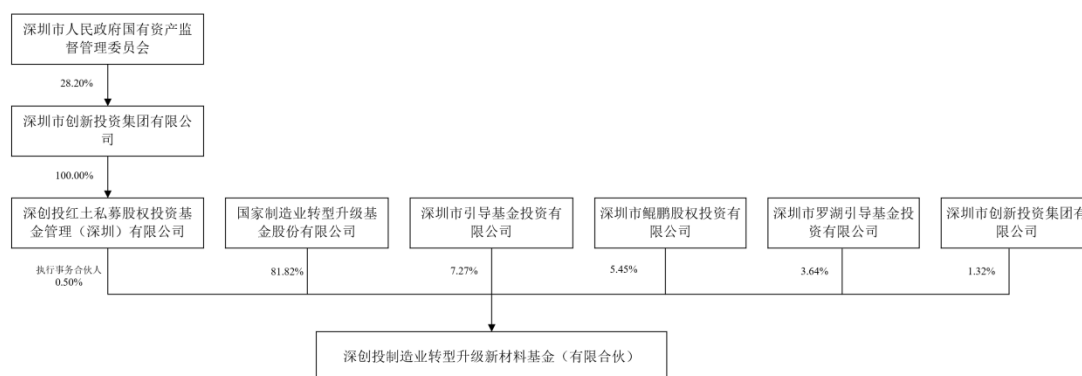 深圳市人民政府国有资产监
督管理委员会
28.20%
深圳市创新投资集团有限公
司
100.00%
深创投红土私募股权投资基
金管理（深圳）有限公司
国家制造业转型升级基
金股份有限公司
深圳市引导基金投资有
限公司
深圳市鲲鹏股权投资有
限公司
深圳市罗湖引导基金投
资有限公司
深圳市创新投资集团有
限公司
执行事务合伙人
0.50%
81.82%
7.27%
5.45%
3.64%
1.32%
深创投制造业转型升级新材料基金（有限合伙）